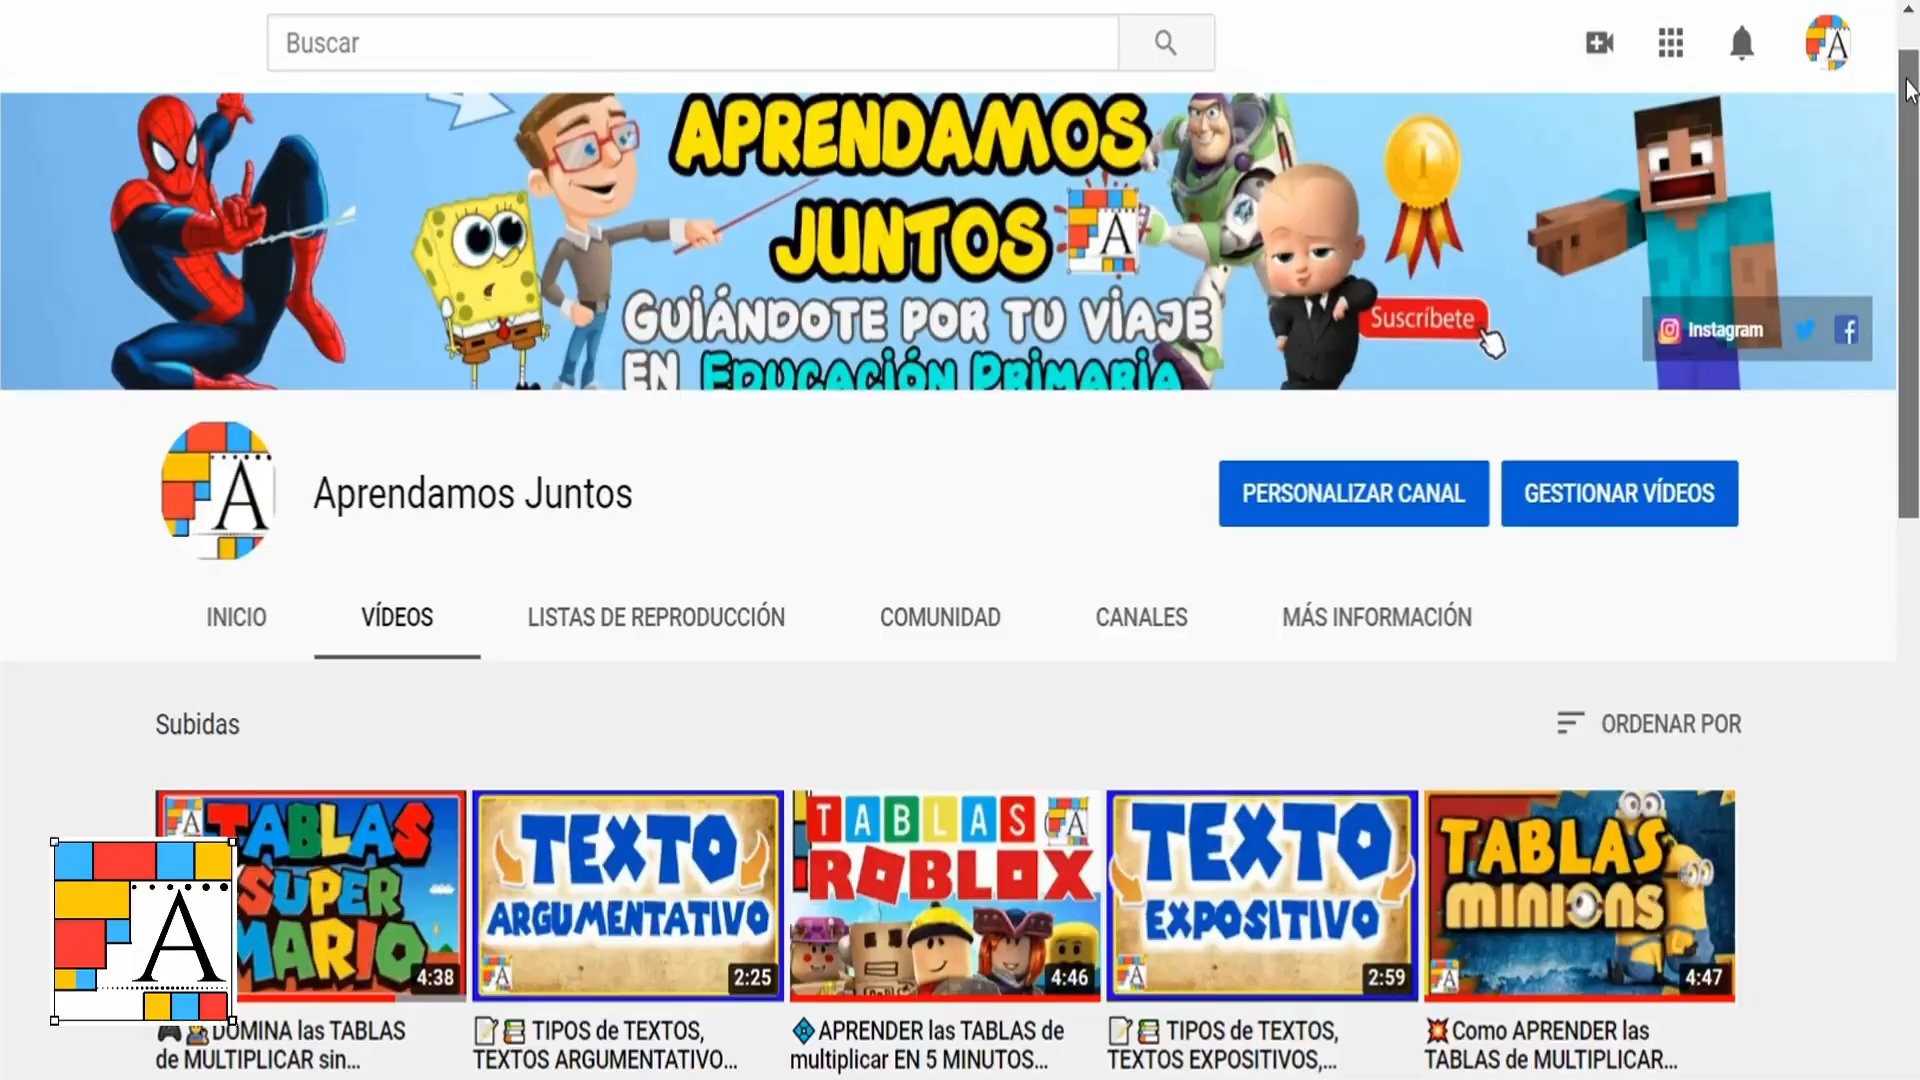 Buscar
APRENDAMOS
JUNTOS
A
GUIÁNDOTE POR TU VIAJE
EN EDUCACIÓN PRIMARIA
1
Suscríbete
Instagram
A
Aprendamos Juntos
PERSONALIZAR CANAL
GESTIONAR VÍDEOS
INICIO
VÍDEOS
LISTAS DE REPRODUCCIÓN
COMUNIDAD
CANALES
MÁS INFORMACIÓN
Subidas
ORDENAR POR
TABLAS
SUPER
MARIO
4:38
TEXTO
ARGUMENTATIVO
2:25
TABLAS
ROBLOX
4:46
TEXTO
EXPOSITIVO
2:59
TABLAS
MINIONS
4:47
A
DOMINA las TABLAS
de MULTIPLICAR sin...
TIPOS de TEXTOS,
TEXTOS ARGUMENTATIVO...
APRENDER las TABLAS de
multiplicar EN 5 MINUTOS...
TIPOS de TEXTOS,
TEXTOS EXPOSITIVOS,...
Como APRENDER las
TABLAS de MULTIPLICAR...